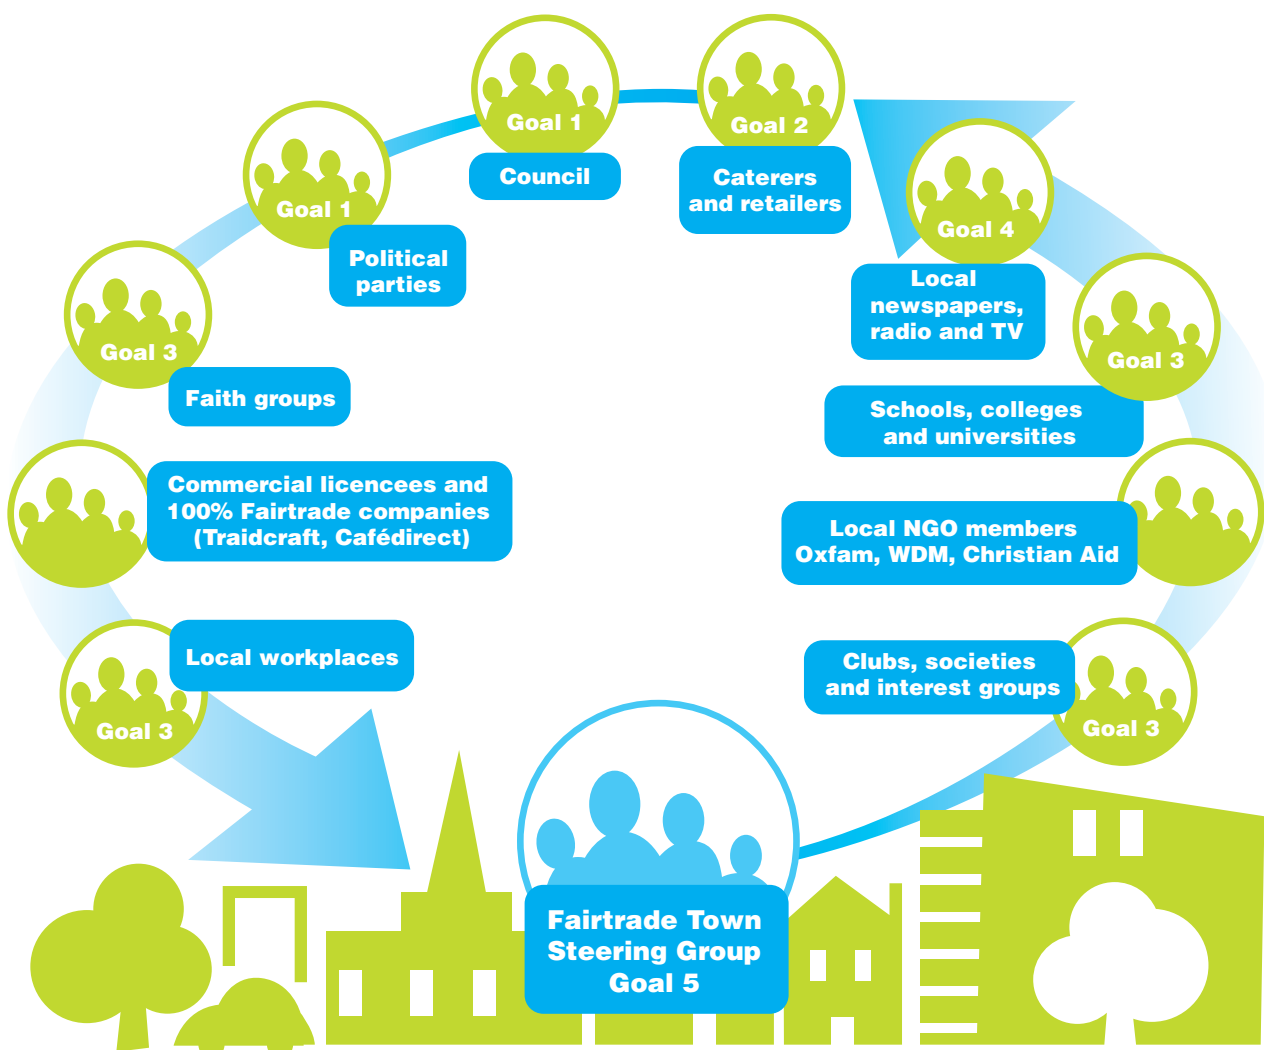 Goal 1
Council
Goal 2
Caterers
and retailers
Goal 1
Political
parties
Goal 4
Local
newspapers,
radio and TV
Goal 3
Faith groups
Goal 3
Schools, colleges
and universities
Commercial licencees and
100% Fairtrade companies
(Traidcraft, Cafédirect)
Local NGO members
Oxfam, WDM, Christian Aid
Local workplaces
Goal 3
Clubs, societies
and interest groups
Goal 3
Fairtrade Town
Steering Group
Goal 5